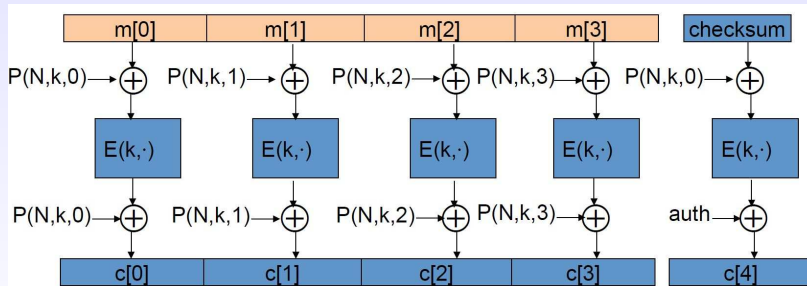 m[0] m[1] m[2] m[3] checksum
P(N,k,0) P(N,k,1) P(N,k,2) P(N,k,3) P(N,k,0)
E(k,·) E(k,·) E(k,·) E(k,·) E(k,·)
P(N,k,0) P(N,k,1) P(N,k,2) P(N,k,3) auth
c[0] c[1] c[2] c[3] c[4]